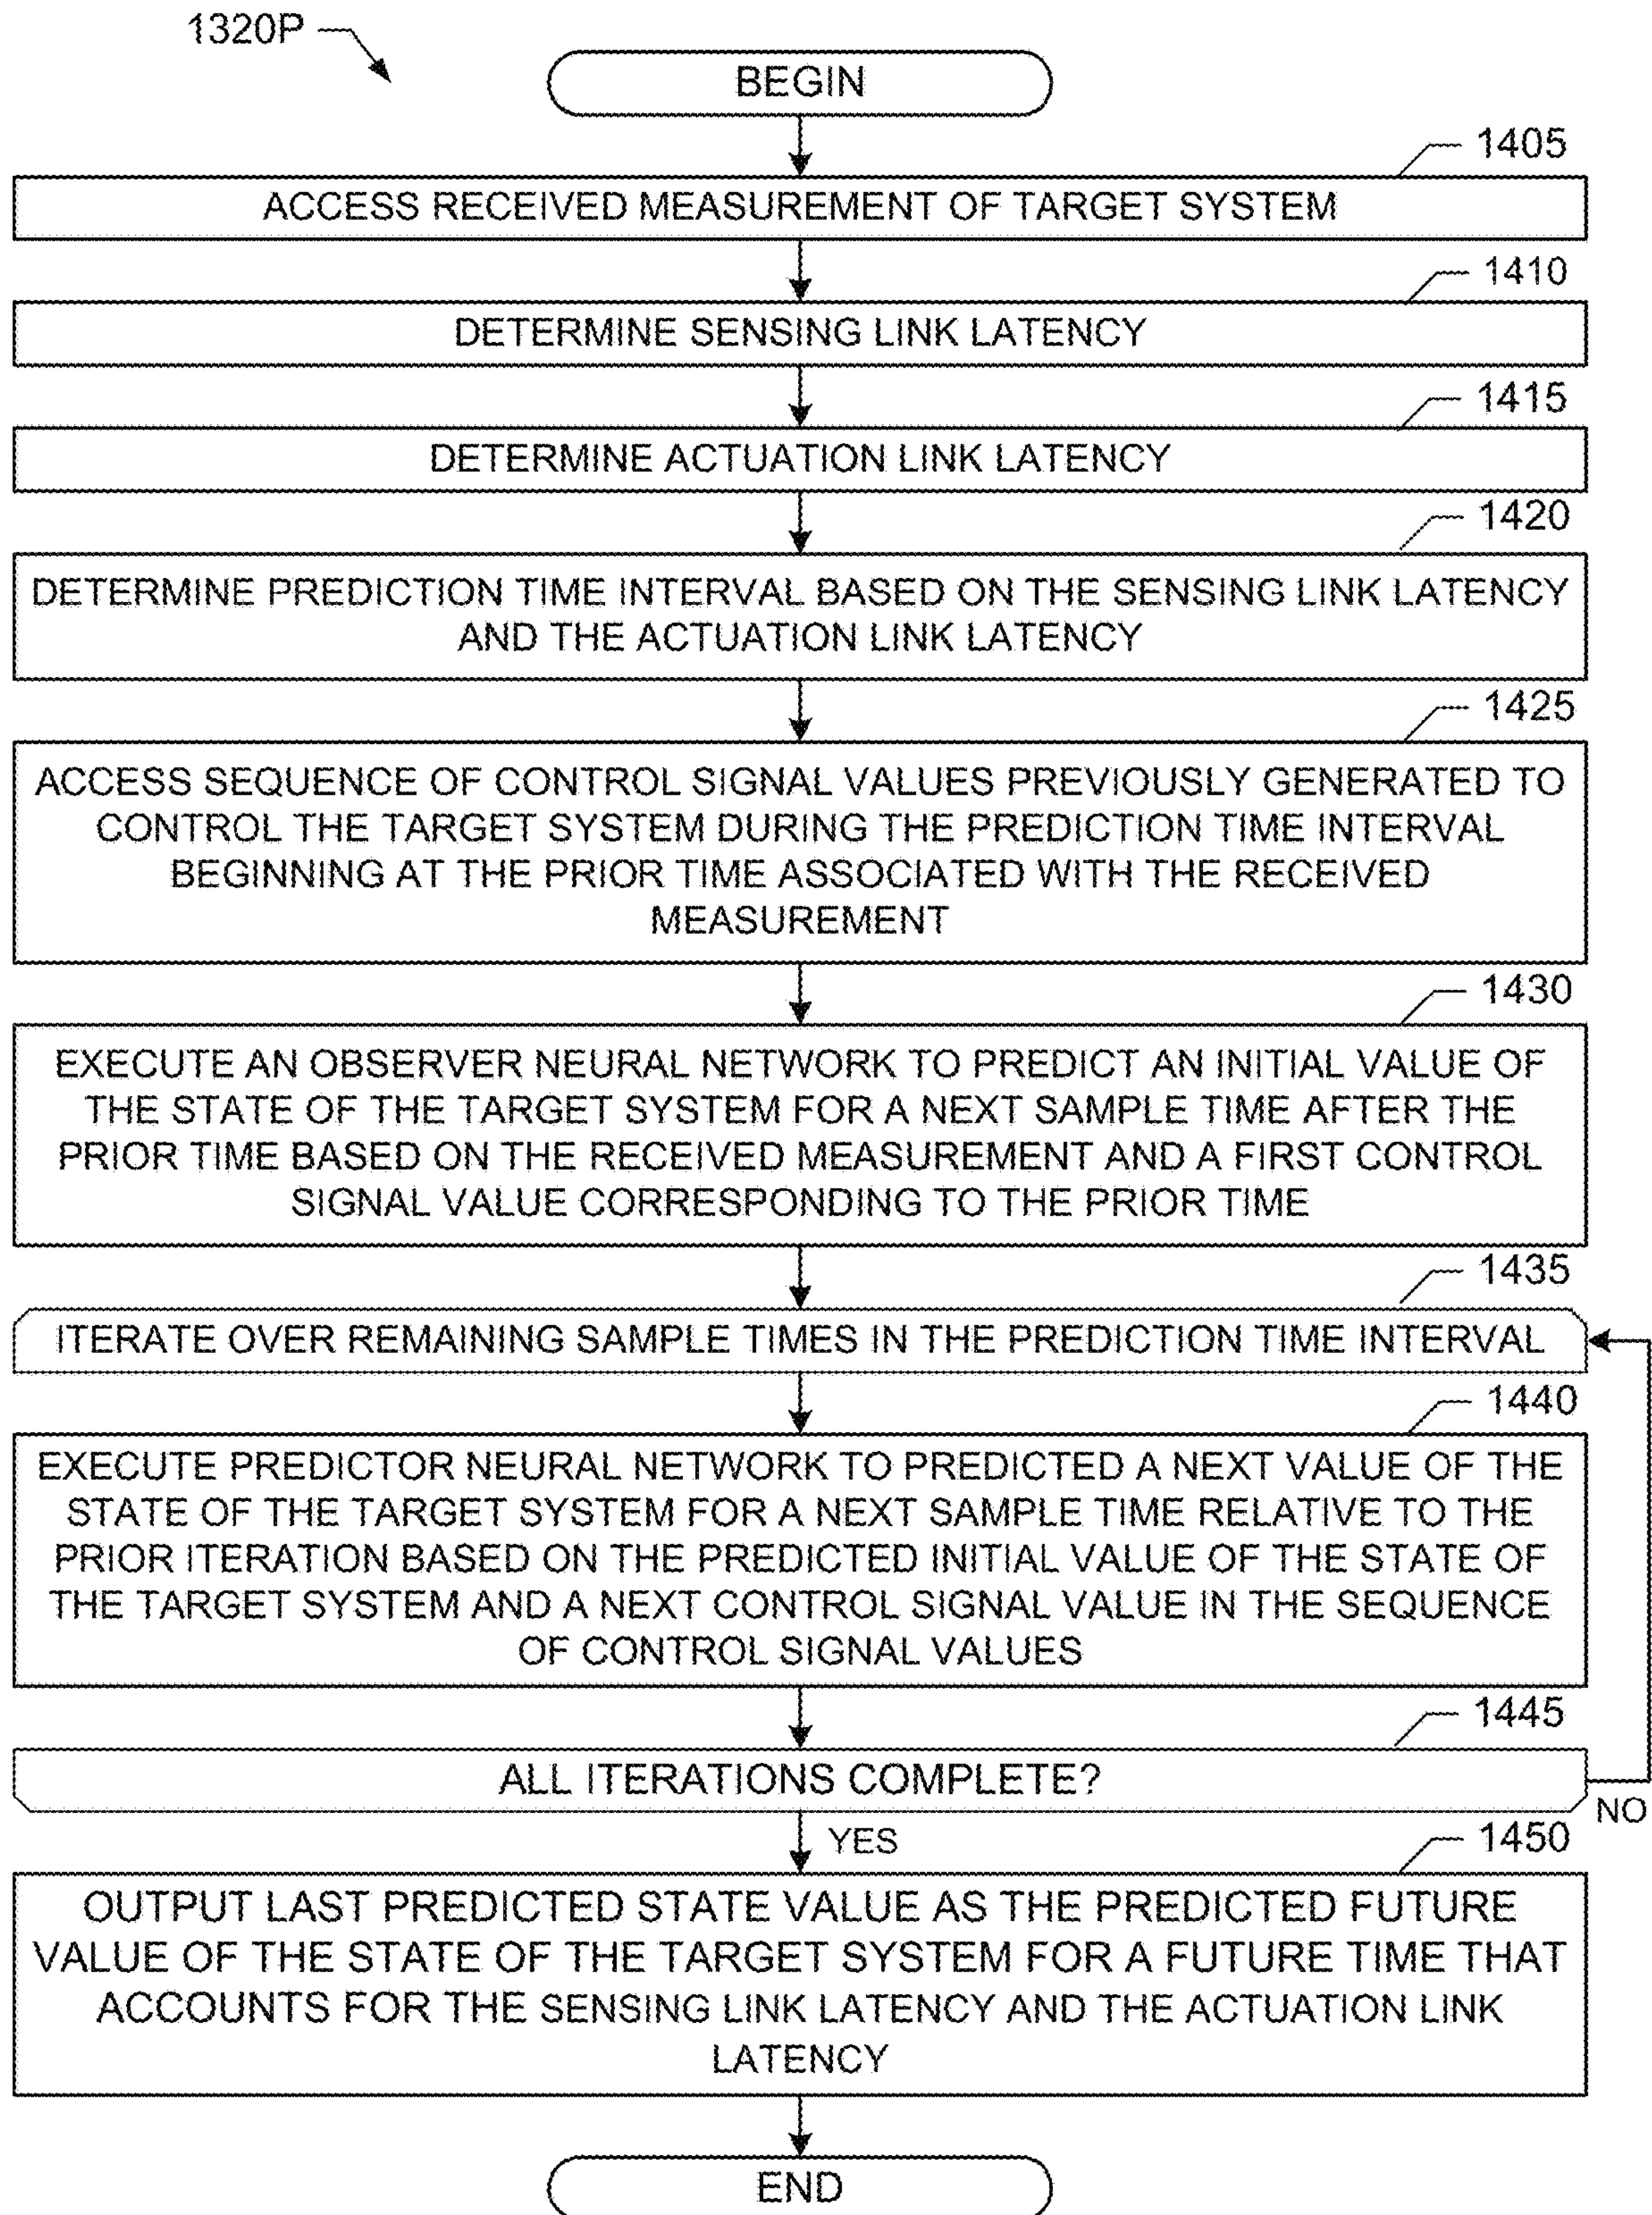 1320P
BEGIN
1405
ACCESS RECEIVED MEASUREMENT OF TARGET SYSTEM
1410
DETERMINE SENSING LINK LATENCY
1415
DETERMINE ACTUATION LINK LATENCY
1420
DETERMINE PREDICTION TIME INTERVAL BASED ON THE SENSING LINK LATENCY
AND THE ACTUATION LINK LATENCY
1425
ACCESS SEQUENCE OF CONTROL SIGNAL VALUES PREVIOUSLY GENERATED TO
CONTROL THE TARGET SYSTEM DURING THE PREDICTION TIME INTERVAL
BEGINNING AT THE PRIOR TIME ASSOCIATED WITH THE RECEIVED
MEASUREMENT
1430
EXECUTE AN OBSERVER NEURAL NETWORK TO PREDICT AN INITIAL VALUE OF
THE STATE OF THE TARGET SYSTEM FOR A NEXT SAMPLE TIME AFTER THE
PRIOR TIME BASED ON THE RECEIVED MEASUREMENT AND A FIRST CONTROL
SIGNAL VALUE CORRESPONDING TO THE PRIOR TIME
1435
ITERATE OVER REMAINING SAMPLE TIMES IN THE PREDICTION TIME INTERVAL
1440
EXECUTE PREDICTOR NEURAL NETWORK TO PREDICTED A NEXT VALUE OF THE
STATE OF THE TARGET SYSTEM FOR A NEXT SAMPLE TIME RELATIVE TO THE
PRIOR ITERATION BASED ON THE PREDICTED INITIAL VALUE OF THE STATE OF
THE TARGET SYSTEM AND A NEXT CONTROL SIGNAL VALUE IN THE SEQUENCE
OF CONTROL SIGNAL VALUES
1445
ALL ITERATIONS COMPLETE?
NO
YES
1450
OUTPUT LAST PREDICTED STATE VALUE AS THE PREDICTED FUTURE
VALUE OF THE STATE OF THE TARGET SYSTEM FOR A FUTURE TIME THAT
ACCOUNTS FOR THE SENSING LINK LATENCY AND THE ACTUATION LINK
LATENCY
END